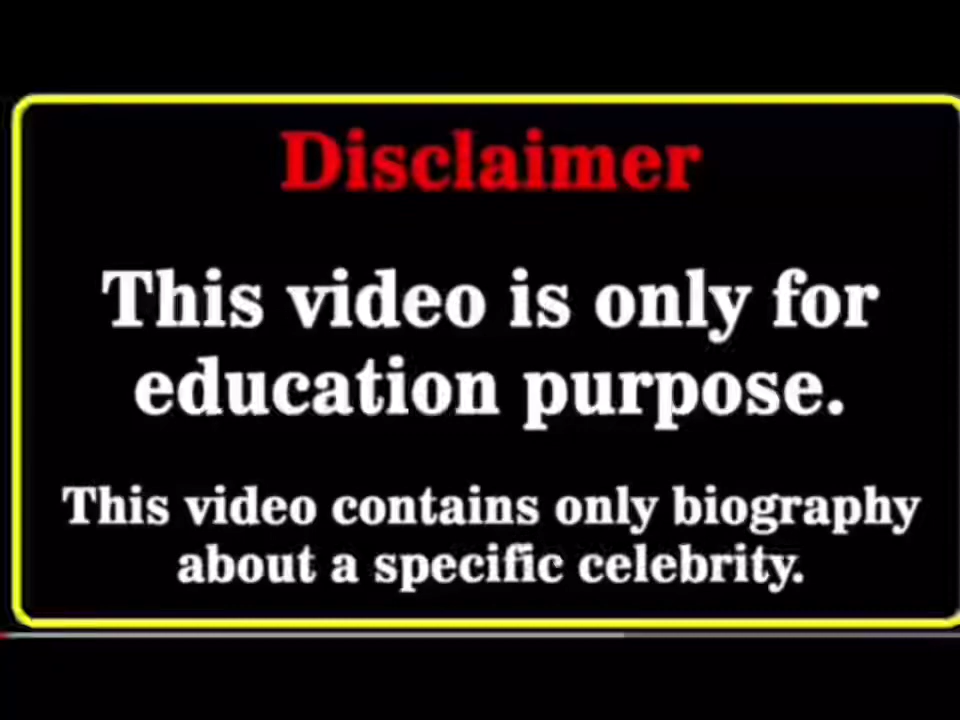 Disclaimer
This video is only for
education purpose.
This video contains only biography
about a specific celebrity.